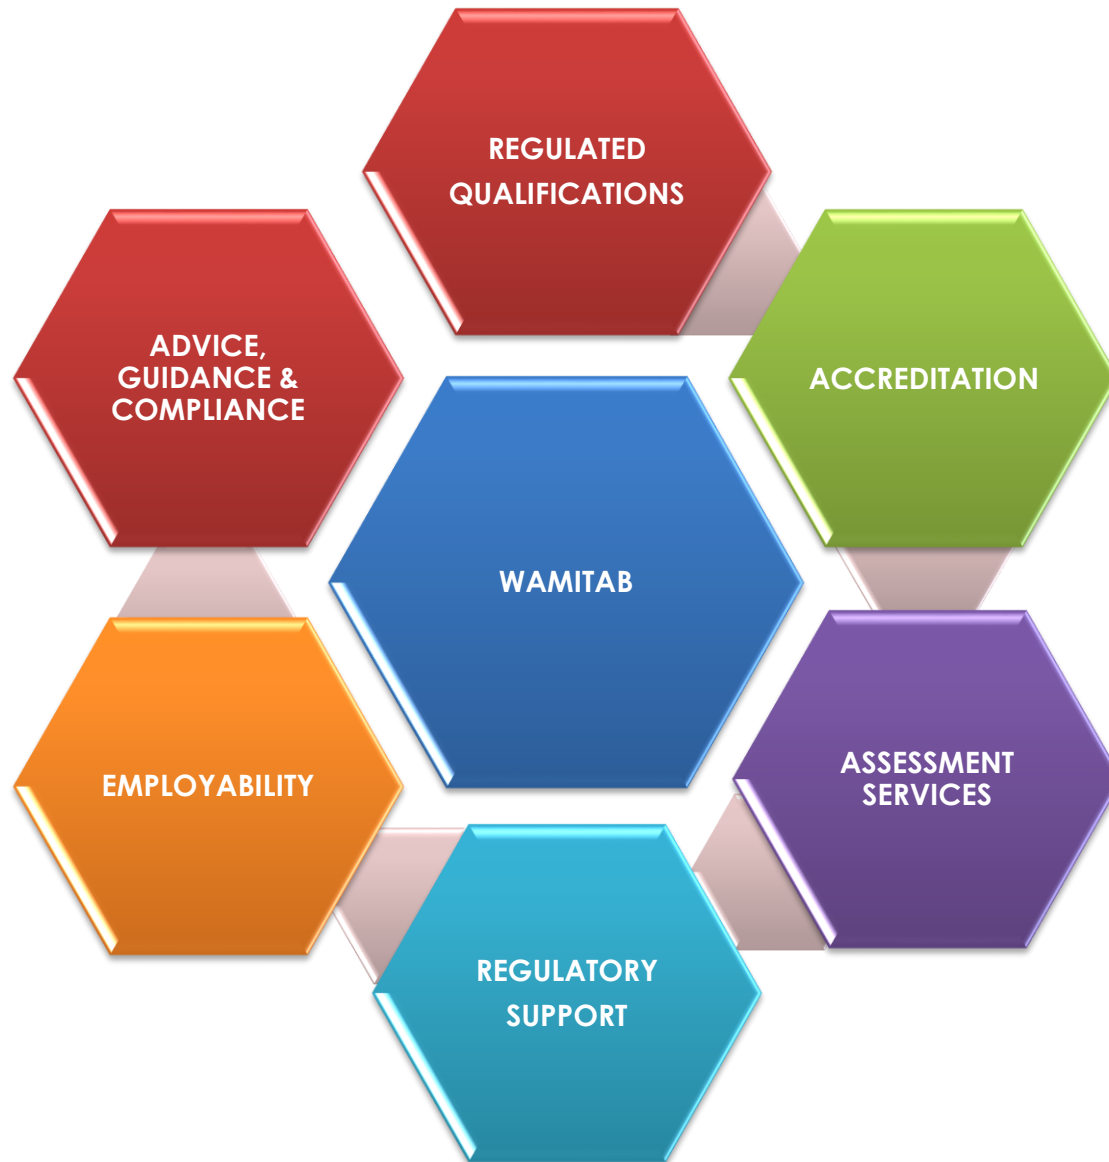 REGULATED
QUALIFICATIONS
ADVICE,
GUIDANCE &
COMPLIANCE
ACCREDITATION
WAMITAB
EMPLOYABILITY
ASSESSMENT
SERVICES
REGULATORY
SUPPORT